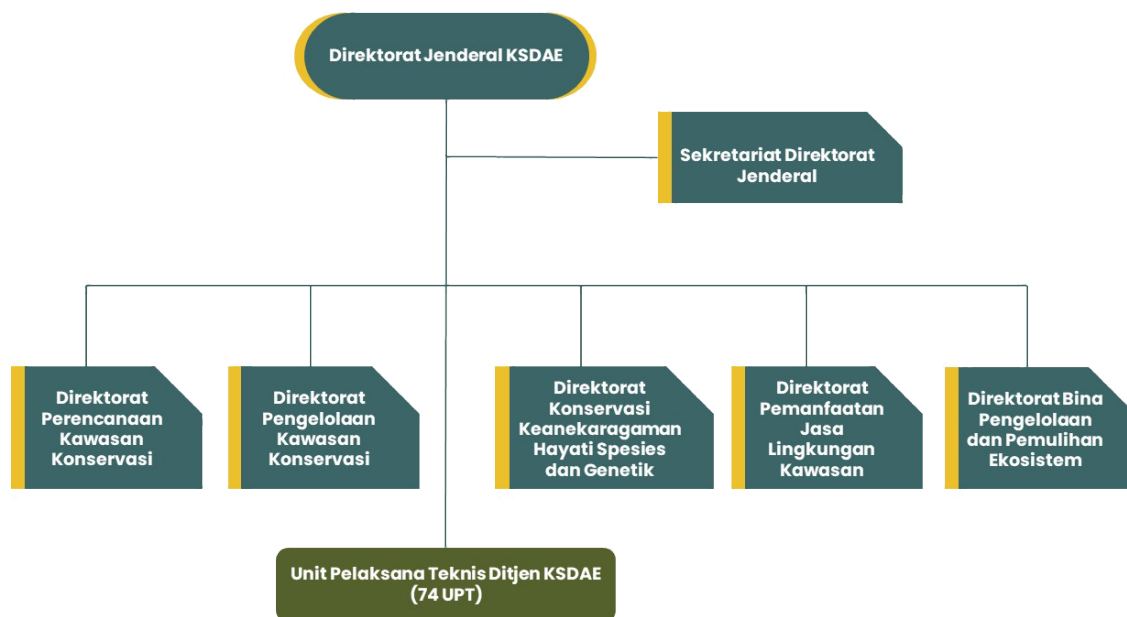 Direktorat Jenderal KSDAE
Sekretariat Direktorat
Jenderal
Direktorat
Perencanaan
Kawasan
Konservasi
Direktorat
Pengelolaan
Kawasan
Konservasi
Direktorat
Konservasi
Keanekaragaman
Hayati Spesies
dan Genetik
Direktorat
Pemanfaatan
Jasa
Lingkungan
Kawasan
Direktorat Bina
Pengelolaan
dan Pemulihan
Ekosistem
Unit Pelaksana Teknis Ditjen KSDAE
(74 UPT)